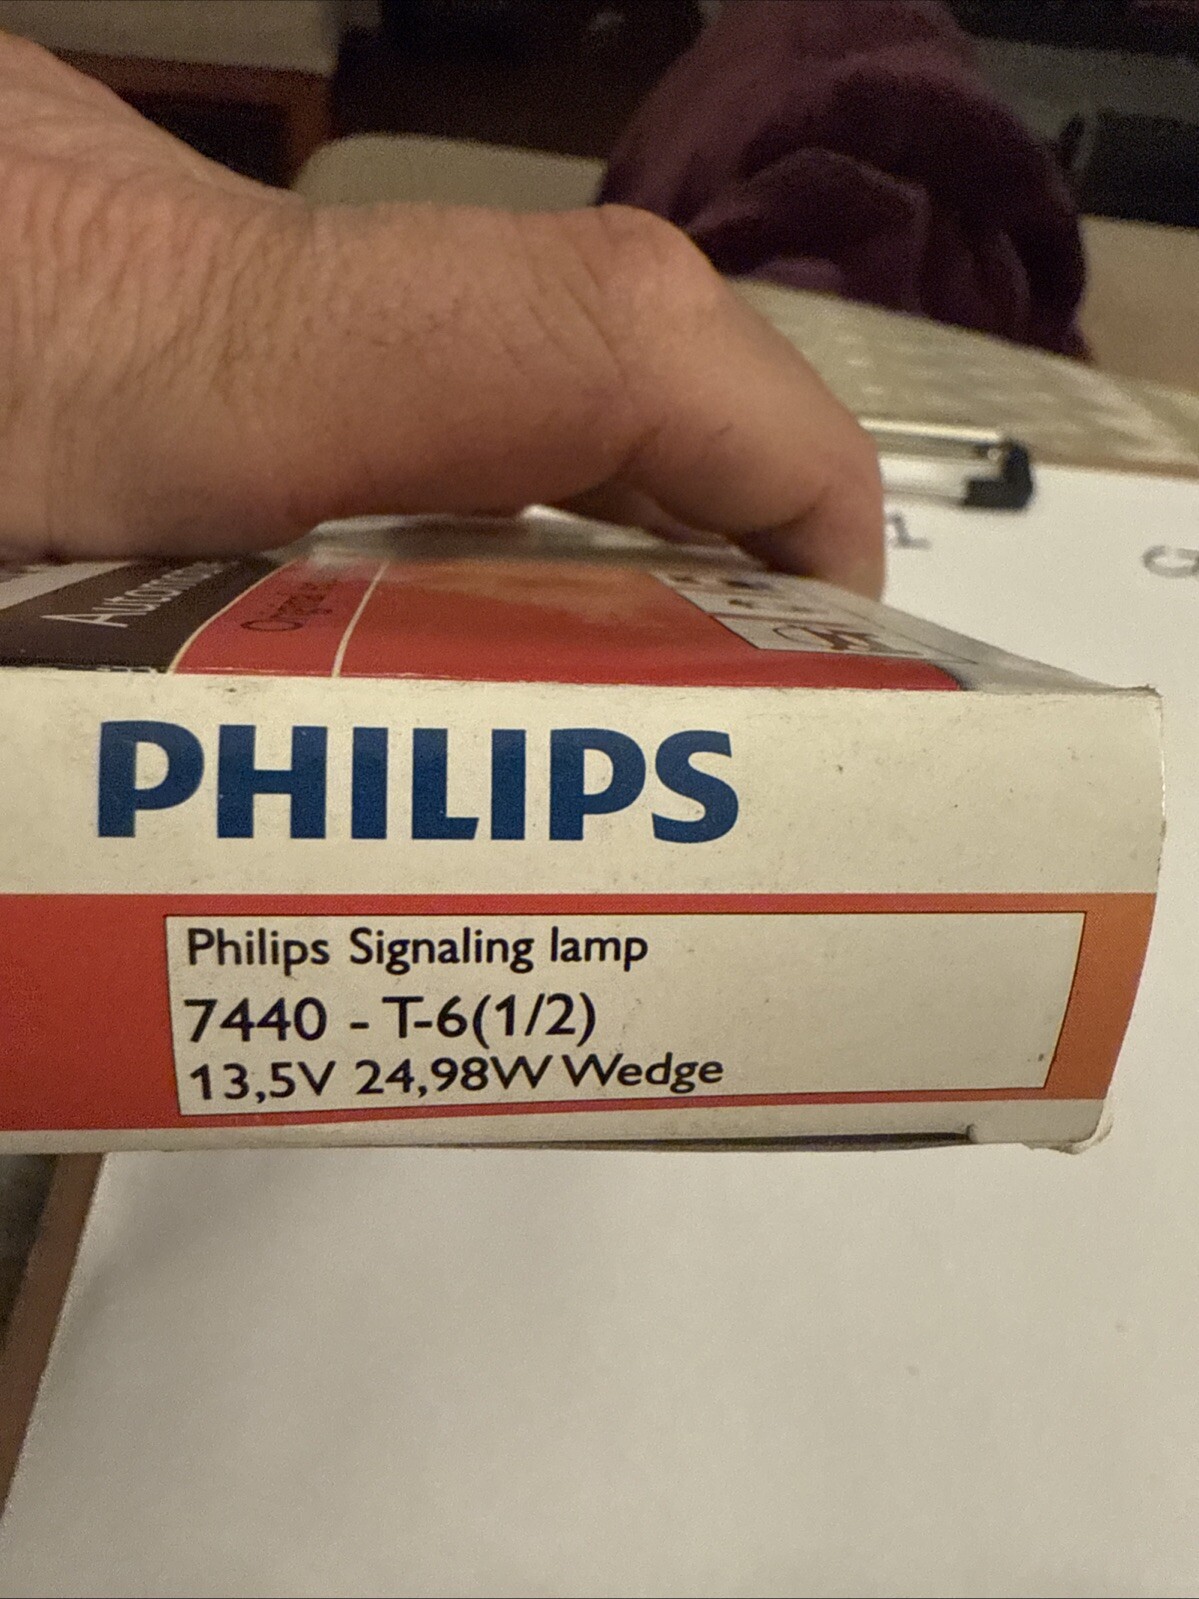 PHILIPS
Philips Signaling lamp
7440 - T-6(1/2)
13,5V 24,98W Wedge